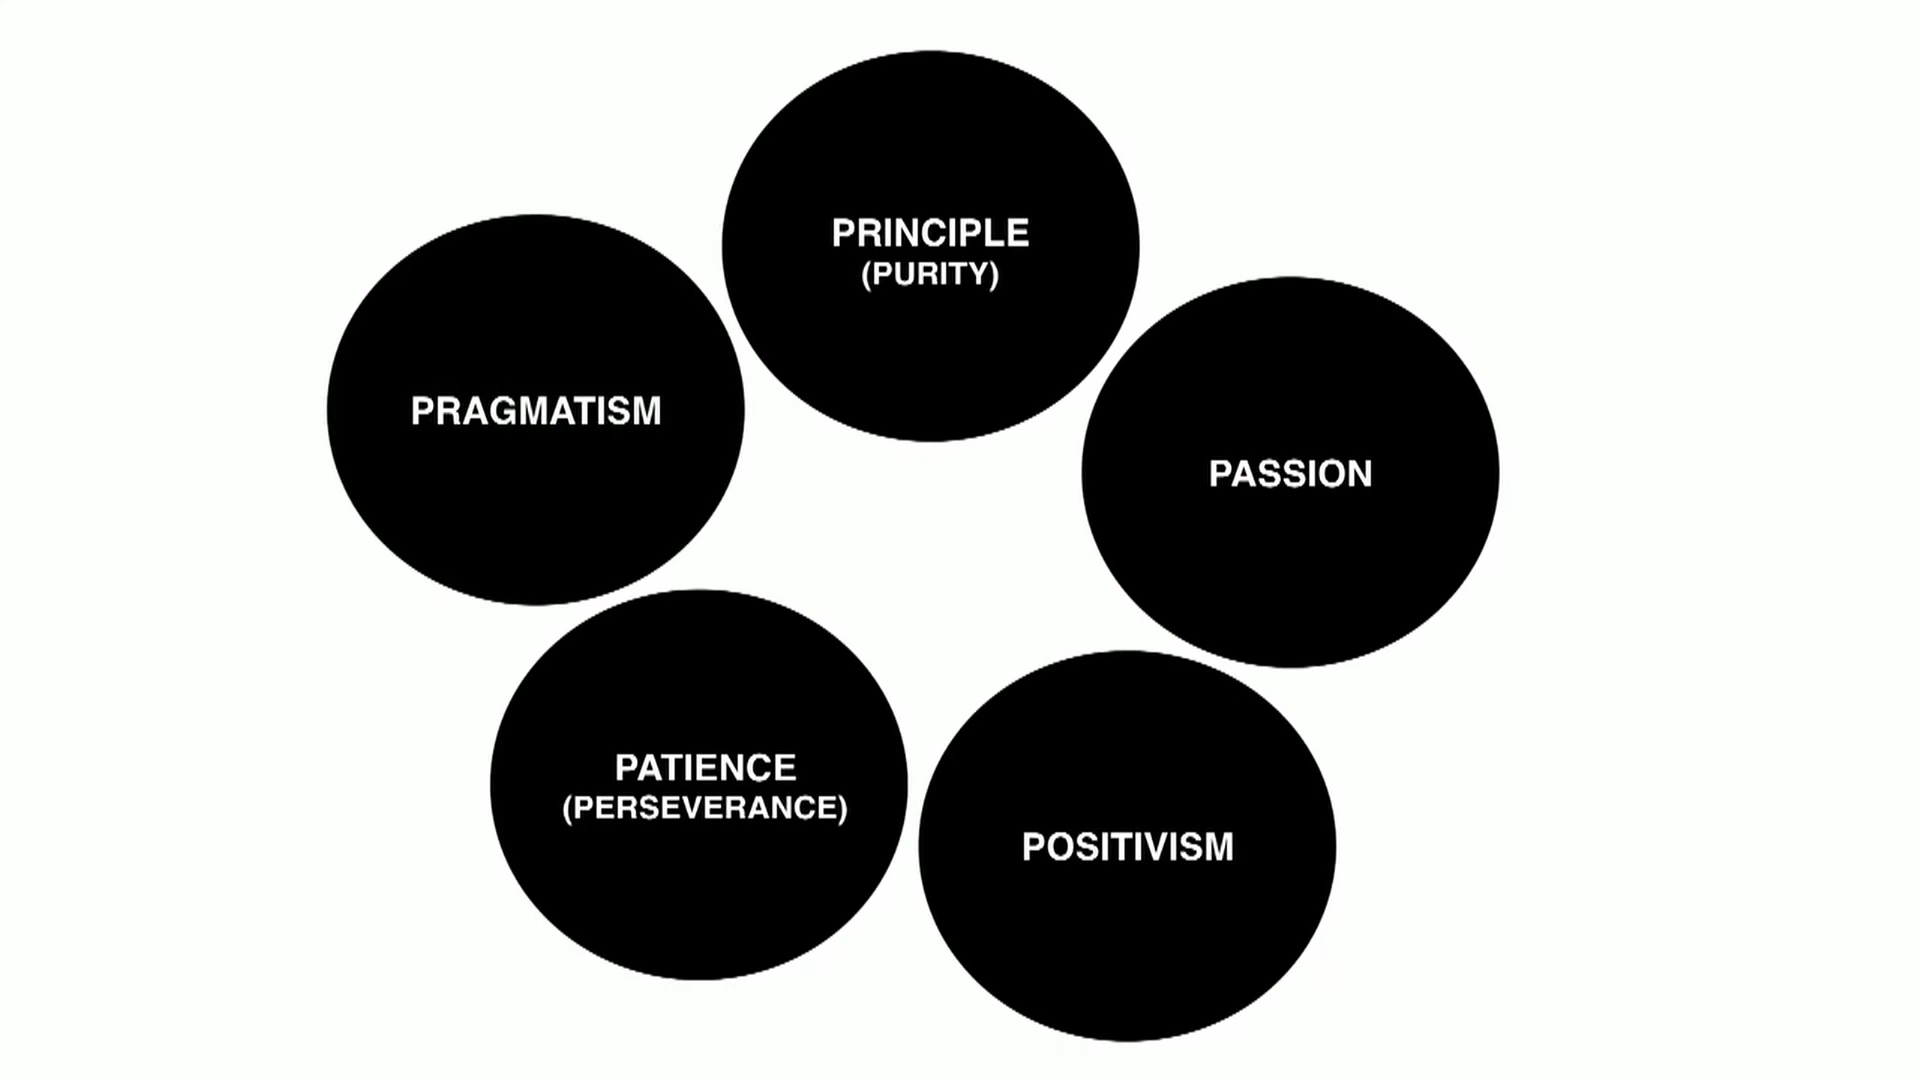 PRINCIPLE
(PURITY)
PRAGMATISM
PASSION
PATIENCE
(PERSEVERANCE)
POSITIVISM